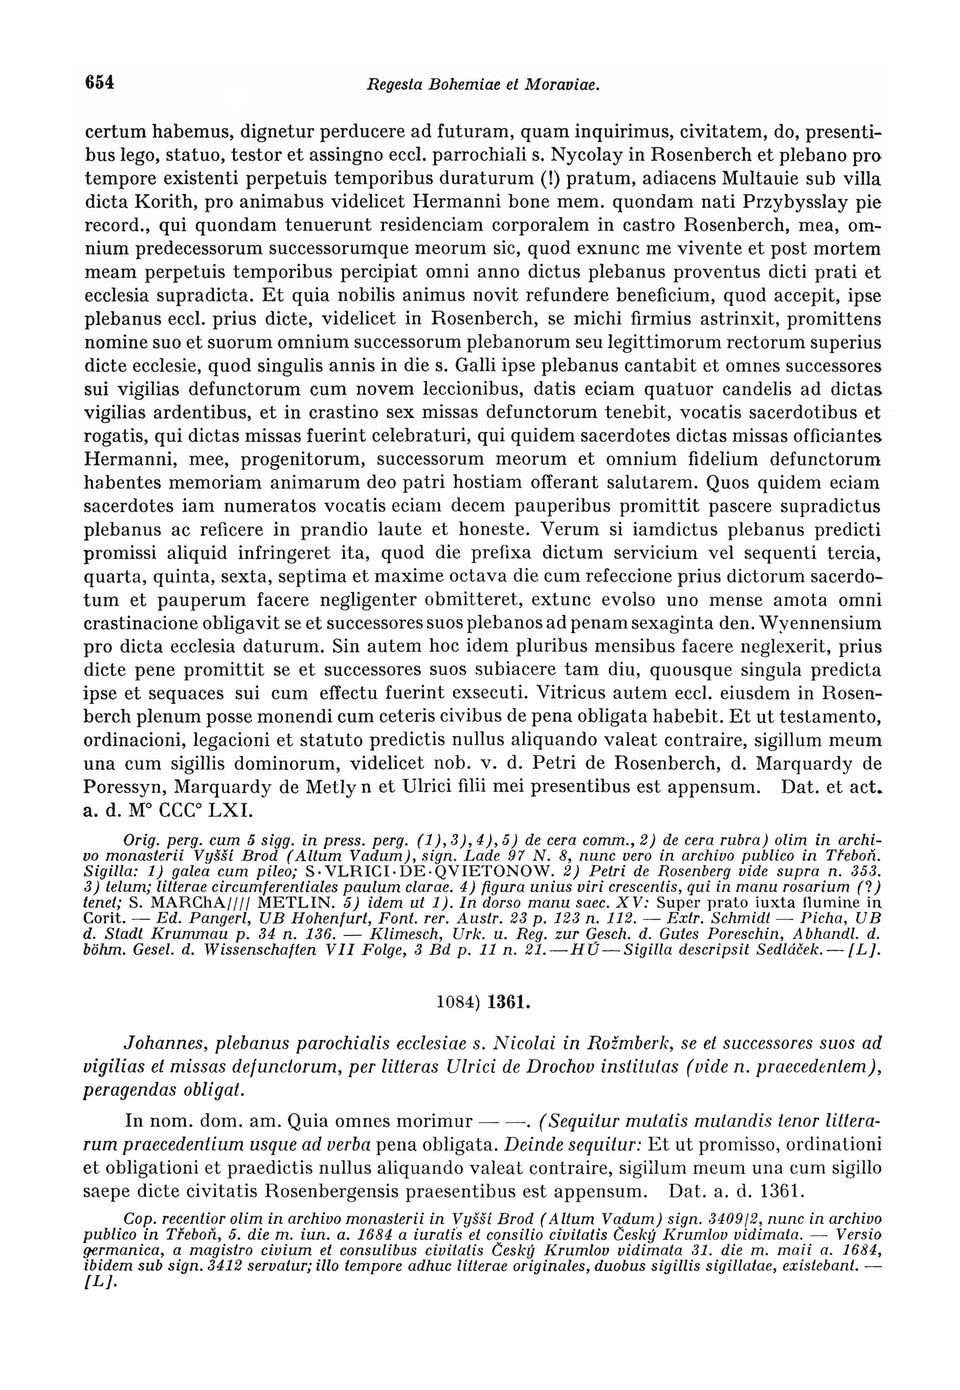 654 Regesta Bohemiae et Moraviae.
certum habemus, dignetur perducere ad futuram, quam inquirimus, civitatem, do, presenti-
bus lego, statuo, testor et assingno eccl. parrochiali s. Nycolay in Rosenberch et plebano pro
tempore existenti perpetuis temporibus duraturum (!) pratum, adiacens Multauie sub villa
dicta Korith, pro animabus videlicet Hermanni bone mem. quondam nati Przybysslay pie
record., qui quondam tenuerunt residenciam corporalem in castro Rosenberch, mea, om-
nium predecessorum successorumque meorum sic, quod exnunc me vivente et post mortem
meam perpetuis temporibus percipiat omni anno dictus plebanus proventus dicti prati et
ecclesia supradicta. Et quia nobilis animus novit refundere beneficium, quod accepit, ipse
plebanus eccl. prius dicte, videlicet in Rosenberch, se michi firmius astrinxit, promittens
nomine suo et suorum omnium successorum plebanorum seu legittimorum rectorum superius
dicte ecclesie, quod singulis annis in die s. Galli ipse plebanus cantabit et omnes successores
sui vigilias defunctorum cum novem leccionibus, datis eciam quatuor candelis ad dictas
vigilias ardentibus, et in crastino sex missas defunctorum tenebit, vocatis sacerdotibus et
rogatis, qui dictas missas fuerint celebraturi, qui quidem sacerdotes dictas missas officiantes
Hermanni, mee, progenitorum, successorum meorum et omnium fidelium defunctorum
habentes memoriam animarum deo patri hostiam offerant salutarem. Quos quidem eciam
sacerdotes iam numeratos vocatis eciam decem pauperibus promittit pascere supradictus
plebanus ac reficere in prandio laute et honeste. Verum si iamdictus plebanus predicti
promissi aliquid infringeret ita, quod die prefixa dictum servicium vel sequenti tercia,
quarta, quinta, sexta, septima et maxime octava die cum refeccione prius dictorum sacerdo-
tum et pauperum facere negligenter obmitteret, extunc evolso uno mense amota omni
crastinacione obligavit se et successores suos plebanos ad penam sexaginta den. Wyennensium
pro dicta ecclesia daturum. Sin autem hoc idem pluribus mensibus facere neglexerit, prius
dicte pene promittit se et successores suos subiacere tam diu, quousque singula predicta
ipse et sequaces sui cum effectu fuerint exsecuti. Vitricus autem eccl. eiusdem in Rosen-
berch plenum posse monendi cum ceteris civibus de pena obligata habebit. Et ut testamento,
ordinacioni, legacioni et statuto predictis nullus aliquando valeat contraire, sigillum meum
una cum sigillis dominorum, videlicet nob. v. d. Petri de Rosenberch, d. Marquardy de
Poressyn, Marquardy de Metlyn et Ulrici filii mei presentibus est appensum. Dat. et act.
a. d. M° CCC° LXI.
Orig. perg. cum 5 sigg. in press. perg. (1), 3), 4), 5) de cera comm., 2) de cera rubra) olim in archi-
vo monasterii Vyšší Brod (Altum Vadum), sign. Lade 97 N. 8, nunc vero in archivo publico in Třeboň.
Sigilla: 1) galea cum pileo; S·VLRICI·DE·QVIETONOW. 2) Petri de Rosenberg vide supra n. 353.
3) telum; litterae circumferentiales paulum clarae. 4) figura unius viri crescentis, qui in manu rosarium (?)
tenet; S. MARChA//// METLIN. 5) idem ut 1). In dorso manu saec. XV: Super prato iuxta flumine in
Corit. — Ed. Pangerl, UB Hohenfurt, Font. rer. Austr. 23 p. 123 n. 112. — Extr. Schmidt — Picha, UB
d. Stadt Krummau p. 34 n. 136. — Klimesch, Urk. u. Reg. zur Gesch. d. Gutes Poreschin, Abhandl. d.
böhm. Gesel. d. Wissenschaften VII Folge, 3 Bd p. 11 n. 21. — HÚ — Sigilla descripsit Sedláček. — [L].
1084) 1361.
Johannes, plebanus parochialis ecclesiae s. Nicolai in Rožmberk, se et successores suos ad
vigilias et missas defunctorum, per litteras Ulrici de Drochov institutas (vide n. praecedentem),
peragendas obligat.
In nom. dom. am. Quia omnes morimur — —. (Sequitur mutatis mutandis tenor littera-
rum praecedentium usque ad verba pena obligata. Deinde sequitur: Et ut promisso, ordinationi
et obligationi et praedictis nullus aliquando valeat contraire, sigillum meum una cum sigillo
saepe dicte civitatis Rosenbergensis praesentibus est appensum. Dat. a. d. 1361.
Cop. recentior olim in archivo monasterii in Vyšší Brod (Altum Vadum) sign. 3409/2, nunc in archivo
publico in Třeboň, 5. die m. iun. a. 1684 a iuratis et consilio civitatis Český Krumlov vidimata. — Versio
germanica, a magistro civium et consulibus civitatis Český Krumlov vidimata 31. die m. maii a. 1684,
ibidem sub sign. 3412 servatur; illo tempore adhuc litterae originales, duobus sigillis sigillatae, existebant. —
[L].